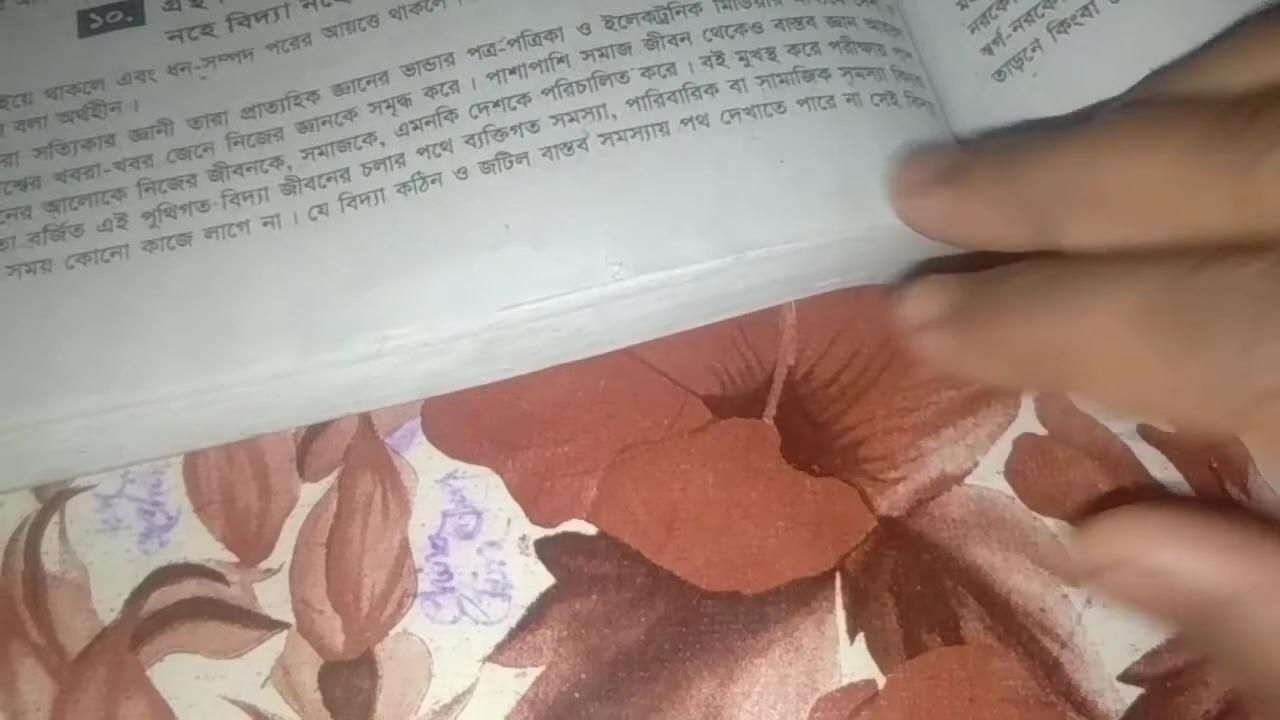 ১০. এই
নহে বিদ্যা নহে
হয়ে থাকলে এবং ধন-সম্পদ পরের আয়ত্তে থাকলে
বলা অর্থহীন।
রা সত্যিকার জ্ঞানী তারা প্রাত্যহিক জ্ঞানের ভান্ডার পত্র-পত্রিকা ও ইলেকট্রনিক মিডিয়ার
শ্বের খবরা-খবর জেনে নিজের জ্ঞানকে সমৃদ্ধ করে। পাশাপাশি সমাজ জীবন থেকেও বাস্তব জ্ঞান
নের আলোকে নিজের জীবনকে, সমাজকে, এমনকি দেশকে পরিচালিত করে। বই মুখস্থ করে পরীক্ষায়
তা বর্জিত এই পুথিগত বিদ্যা জীবনের চলার পথে ব্যক্তিগত সমস্যা, পারিবারিক বা সামাজিক সমস্যা
সময় কোনো কাজে লাগে না। যে বিদ্যা কঠিন ও জটিল বাস্তব সমস্যায় পথ দেখাতে পারে না সেই
স্বর্গ-নরকে
তাড়নে কিংবা